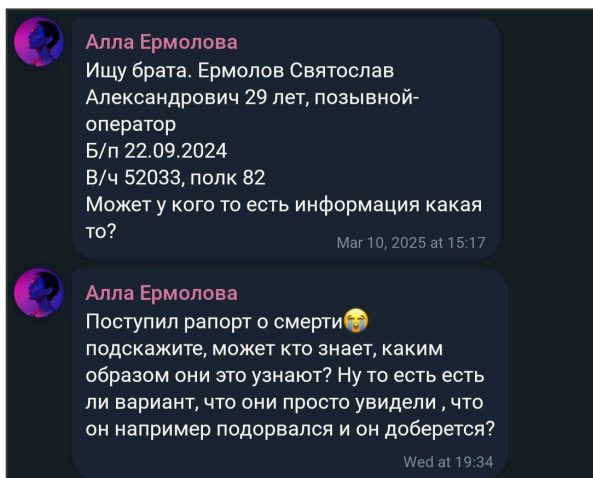 Алла Ермолова
Ищу брата. Ермолов Святослав
Александрович 29 лет, позывной-
оператор
Б/п 22.09.2024
В/ч 52033, полк 82
Может у кого то есть информация какая
то?
Mar 10, 2025 at 15:17
Алла Ермолова
Поступил рапорт о смерти😭
подскажите, может кто знает, каким
образом они это узнают? Ну то есть есть
ли вариант, что они просто увидели , что
он например подорвался и он доберется?
Wed at 19:34